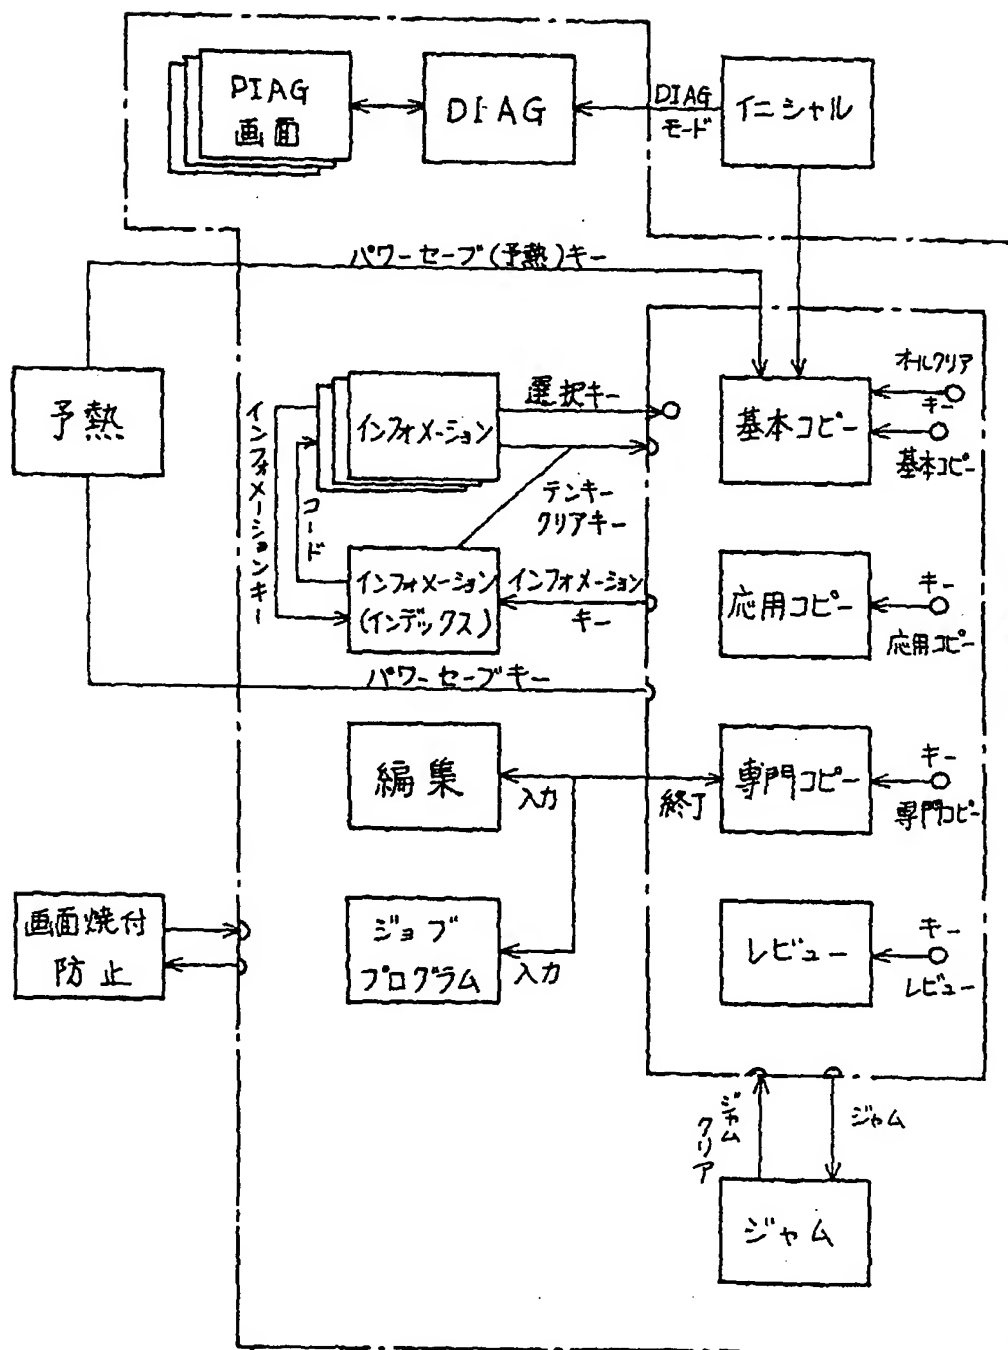 DIAG
画面
DIAG
DIAG
モード
イニシャル
パワーセーブ(予熱)キー
予熱
インフォメーションキー
コード
インフォメーション
選択キー
テンキー
クリアキー
インフォメーション
(インデックス)
インフォメーション
キー
パワーセーブキー
基本コピー
オールクリア
キー
基本コピー
応用コピー
キー
応用コピー
編集
入力
終了
専門コピー
キー
専門コピー
画面焼付
防止
ジョブ
プログラム
入力
レビュー
キー
レビュー
ジャム
クリア
ジャム
ジャム